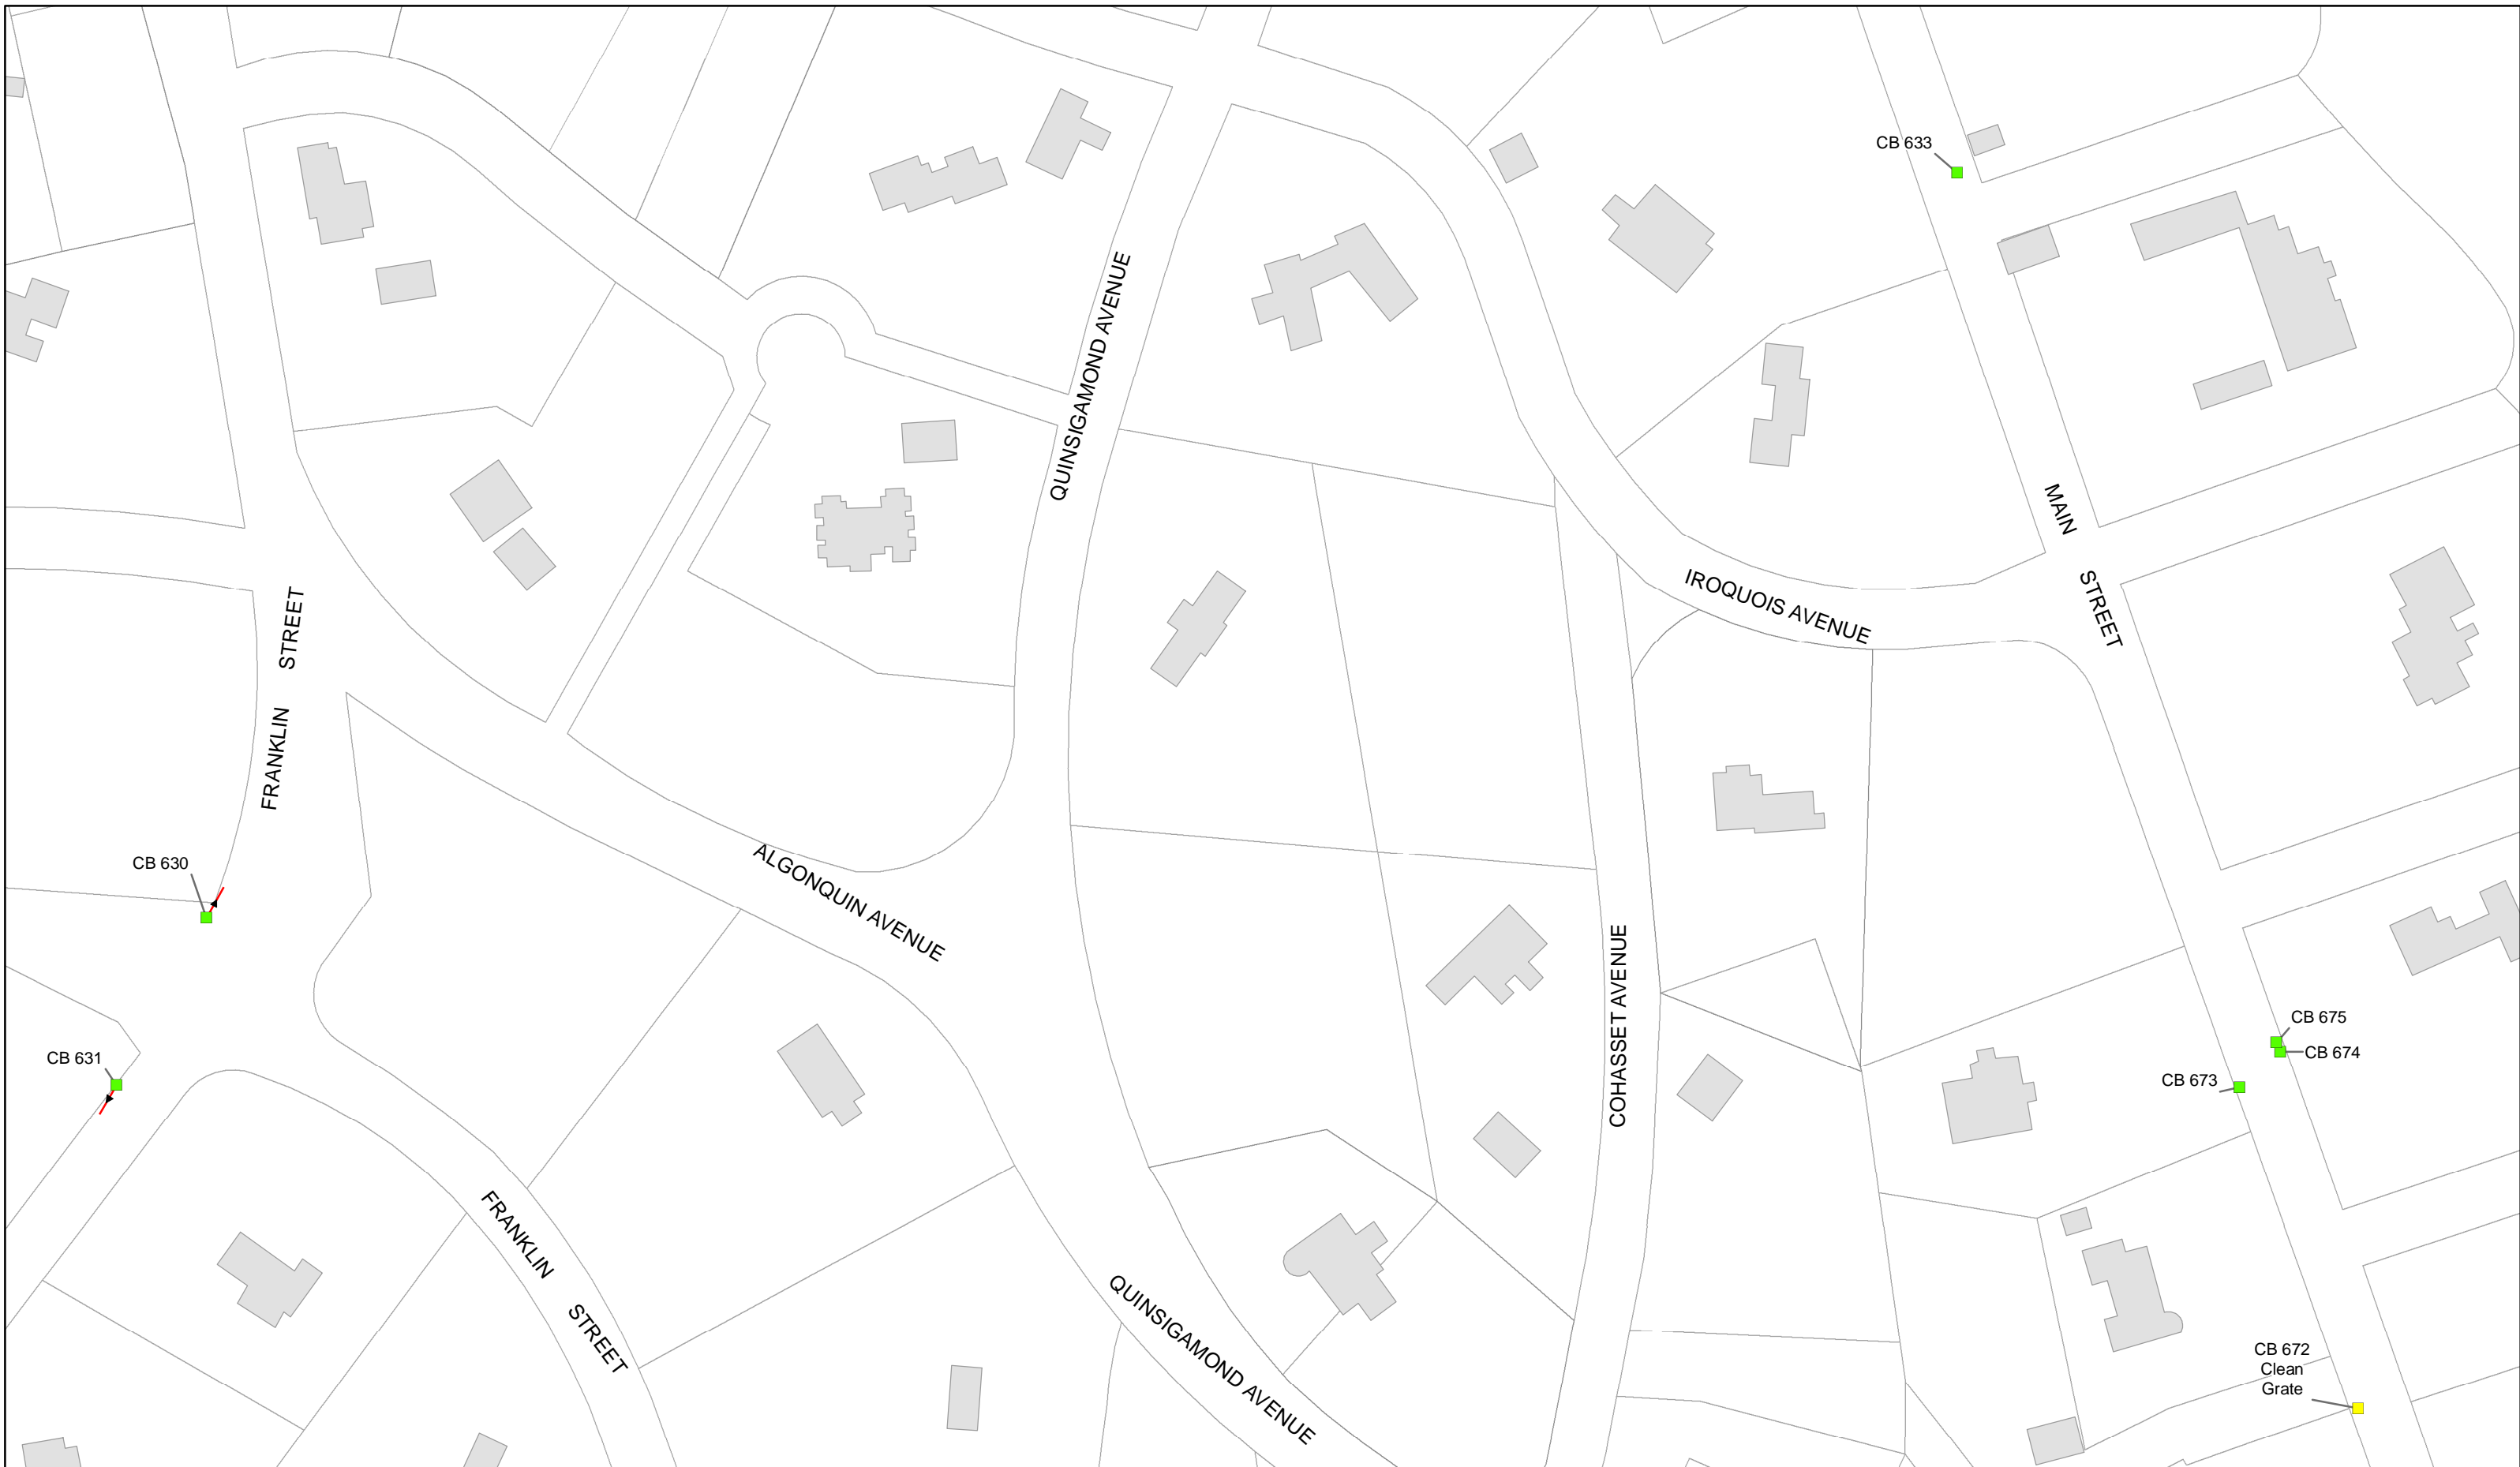 CB 633
QUINSIGAMOND AVENUE
MAIN
STREET
IROQUOIS AVENUE
FRANKLIN
STREET
CB 630
ALGONQUIN AVENUE
COHASSET AVENUE
CB 631
CB 675
CB 674
CB 673
FRANKLIN
STREET
QUINSIGAMOND AVENUE
CB 672
Clean
Grate